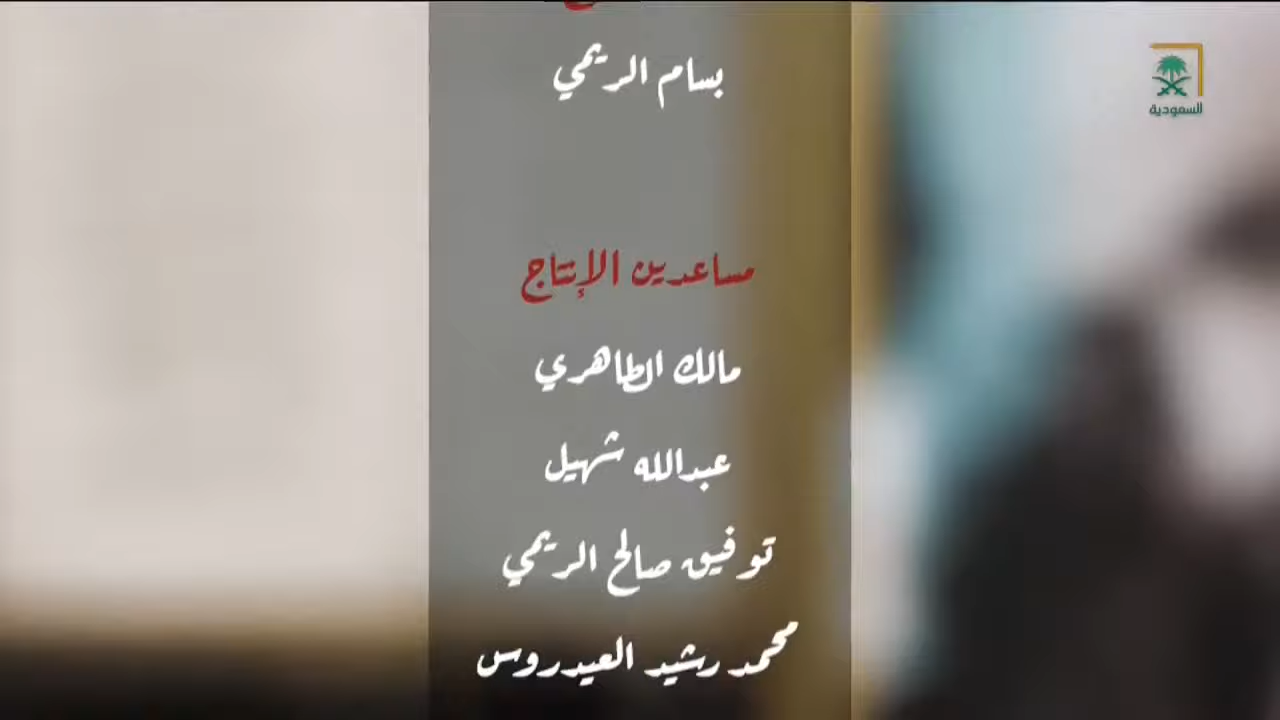 بسام الريمي
السعودية
مساعدين الإنتاج
مالك الطاهري
عبدالله شهيل
توفيق صالح الريمي
محمد رشيد العيدروس